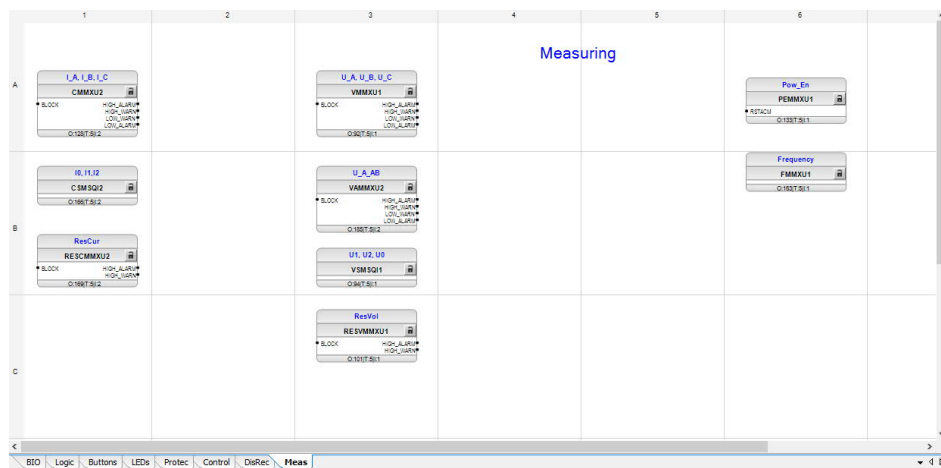 1 2 3 4 5 6
Measuring
A
I_A, I_B, I_C
CMMXU2
BLOCK HIGH_ALARM
HIGH_WARN
LOW_WARN
LOW_ALARM
O:128|T:5|I:2
U_A, U_B, U_C
VMMXU1
BLOCK HIGH_ALARM
HIGH_WARN
LOW_WARN
LOW_ALARM
O:92|T:5|I:1
Pow_En
PEMMXU1
RSTACM
O:133|T:5|I:1
B
I0, I1,I2
CSMSQI2
O:166|T:5|I:2
U_A_AB
VAMMXU2
BLOCK HIGH_ALARM
HIGH_WARN
LOW_WARN
LOW_ALARM
O:185|T:5|I:2
Frequency
FMMXU1
O:163|T:5|I:1
ResCur
RESCMMXU2
BLOCK HIGH_ALARM
HIGH_WARN
O:169|T:5|I:2
U1, U2, U0
VSMSQI1
O:94|T:5|I:1
C
ResVol
RESVMMXU1
BLOCK HIGH_ALARM
HIGH_WARN
O:101|T:5|I:1
BIO Logic Buttons LEDs Protec Control DisRec Meas